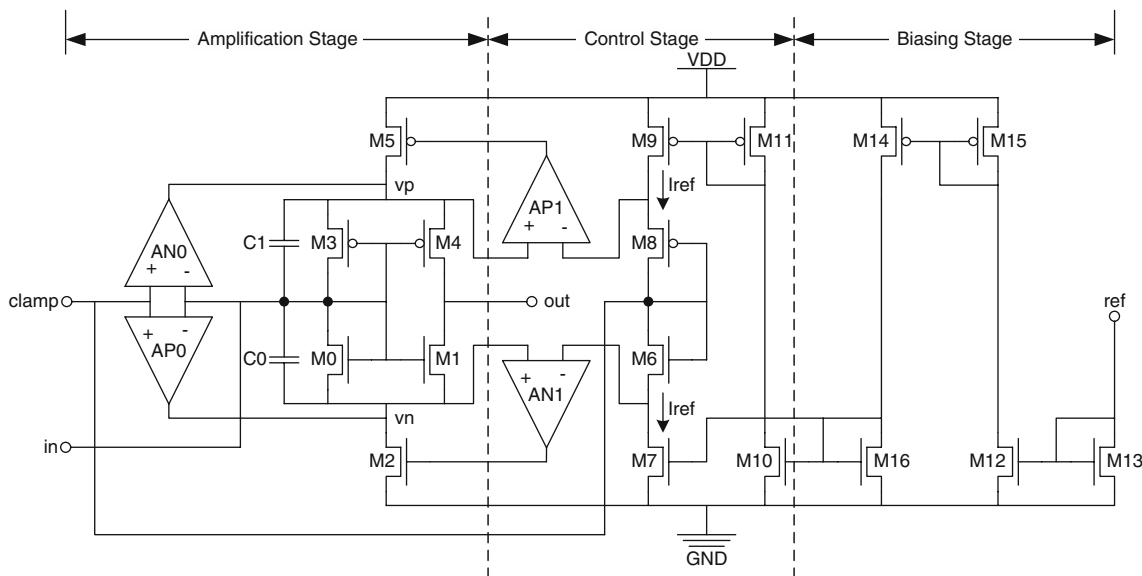 Amplification Stage Control Stage Biasing Stage
VDD
M5 M9 M11 M14 M15
vp Iref
AP1
+ -
AN0
+ -
C1 M3 M4 M8
clamp out ref
+ -
AP0
C0 M0 M1 M6
+ -
AN1
vn Iref
in
M2 M7 M10 M16 M12 M13
GND